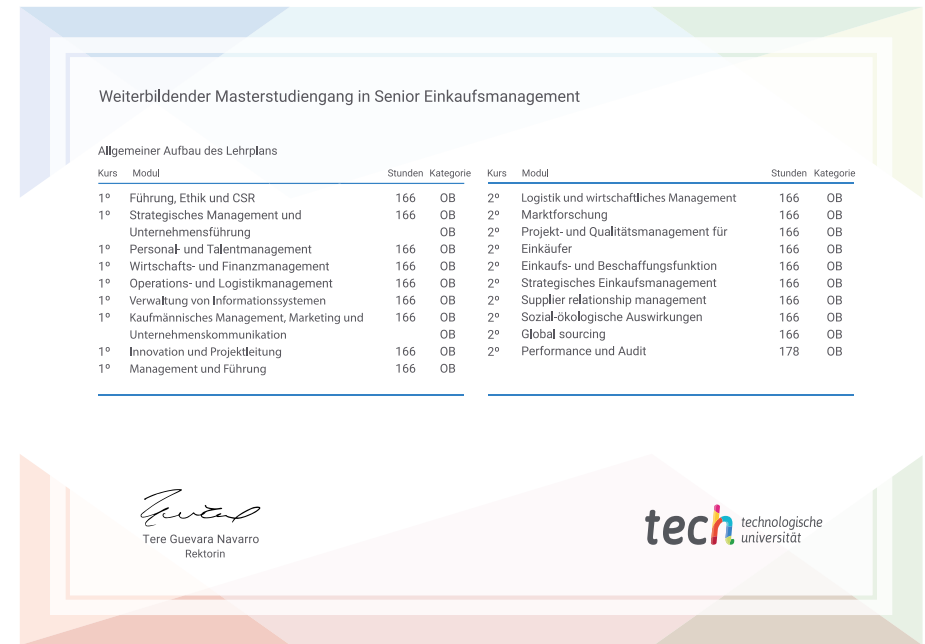 Weiterbildender Masterstudiengang in Senior Einkaufsmanagement
Allgemeiner Aufbau des Lehrplans
Kurs Modul Stunden Kategorie
1º Führung, Ethik und CSR 166 OB
1º Strategisches Management und 166 OB
Unternehmensführung OB
1º Personal- und Talentmanagement 166 OB
1º Wirtschafts- und Finanzmanagement 166 OB
1º Operations- und Logistikmanagement 166 OB
1º Verwaltung von Informationssystemen 166 OB
1º Kaufmännisches Management, Marketing und 166 OB
Unternehmenskommunikation OB
1º Innovation und Projektleitung 166 OB
1º Management und Führung 166 OB
Kurs Modul Stunden Kategorie
2º Logistik und wirtschaftliches Management 166 OB
2º Marktforschung 166 OB
2º Projekt- und Qualitätsmanagement für 166 OB
2º Einkäufer 166 OB
2º Einkaufs- und Beschaffungsfunktion 166 OB
2º Strategisches Einkaufsmanagement 166 OB
2º Supplier relationship management 166 OB
2º Sozial-ökologische Auswirkungen 166 OB
2º Global sourcing 166 OB
2º Performance und Audit 178 OB
Tere Guevara Navarro
Rektorin
tech technologische
universität